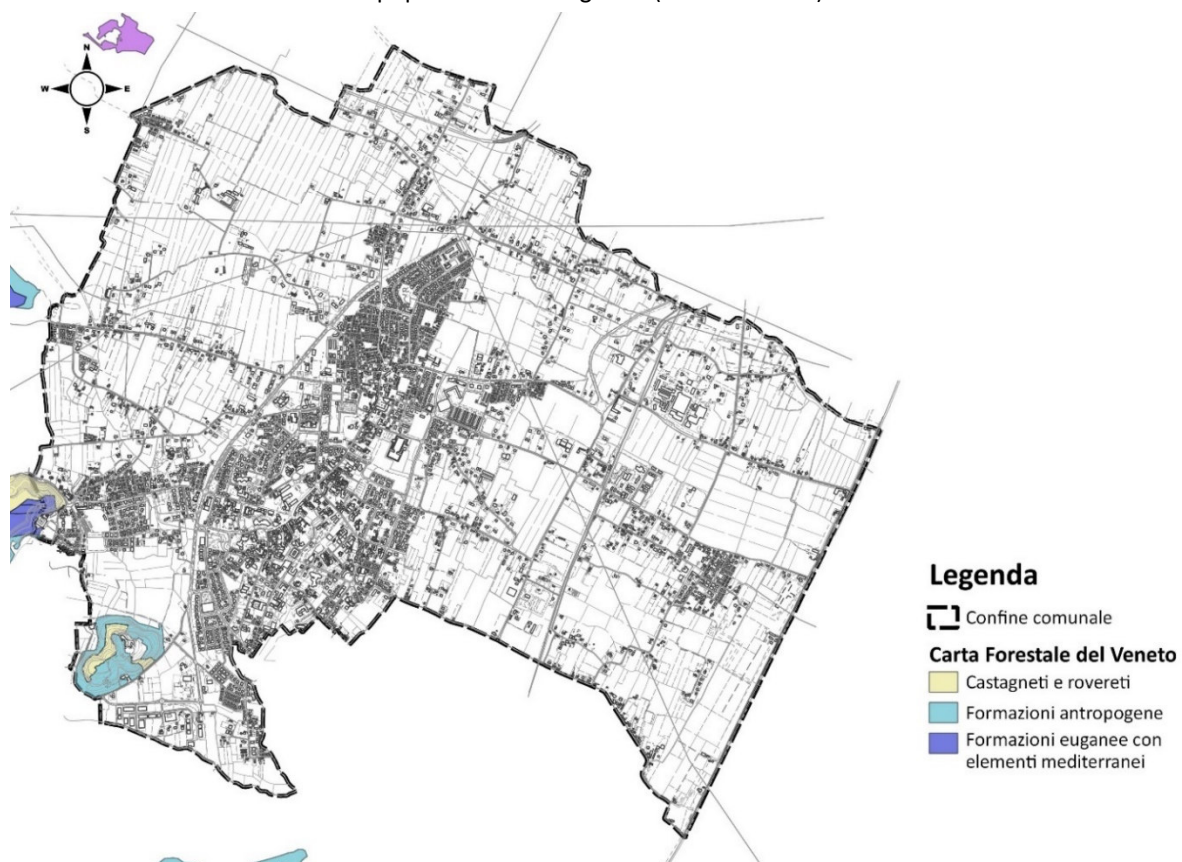 N
W E
S
Legenda
Confine comunale
Carta Forestale del Veneto
Castagneti e rovereti
Formazioni antropogene
Formazioni euganee con
elementi mediterranei